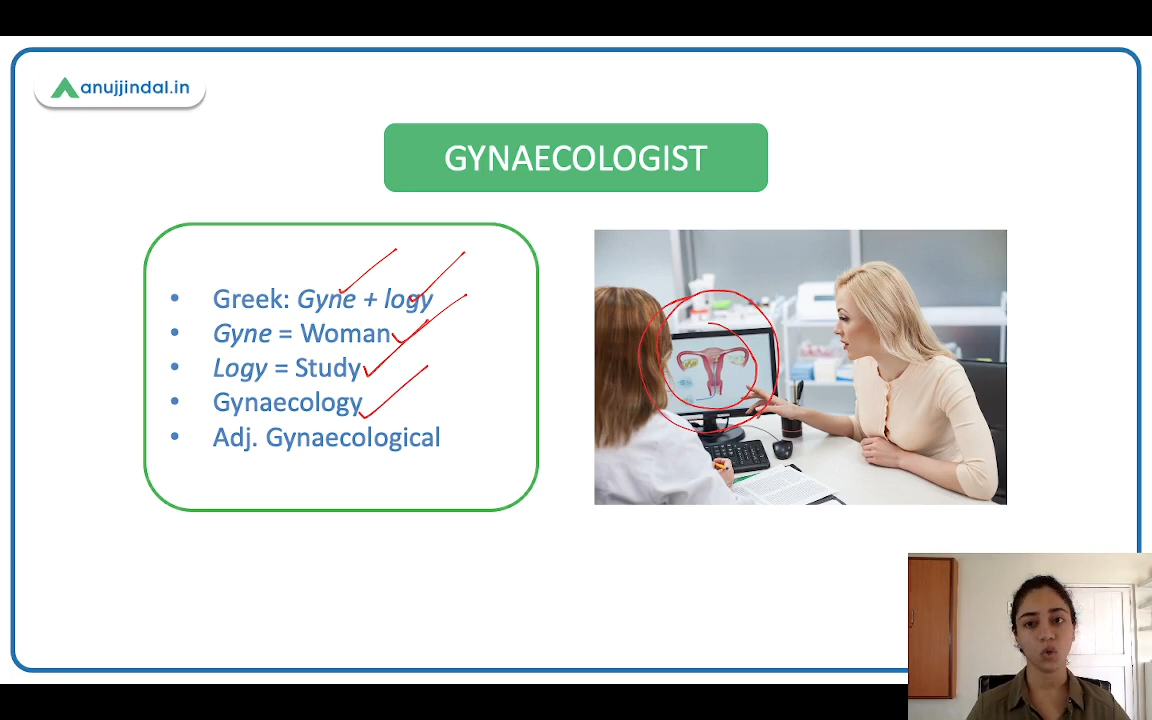 anujjindal.in
GYNAECOLOGIST
• Greek: Gyne + logy
• Gyne = Woman
• Logy = Study
• Gynaecology
• Adj. Gynaecological